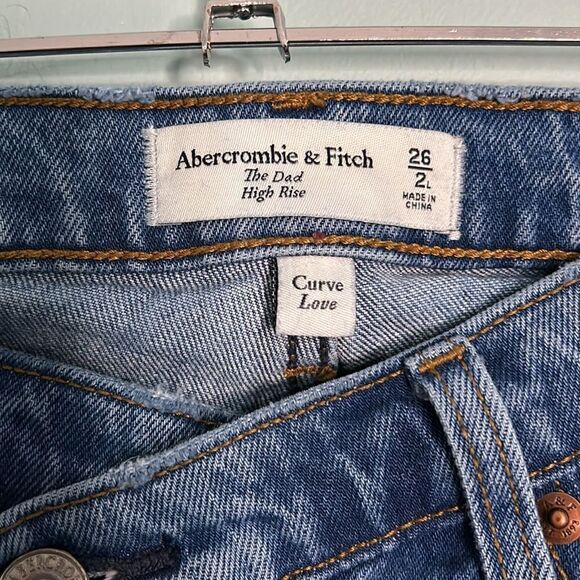 Abercrombie & Fitch
The Dad
High Rise
26
2L
MADE IN
CHINA
Curve
Love